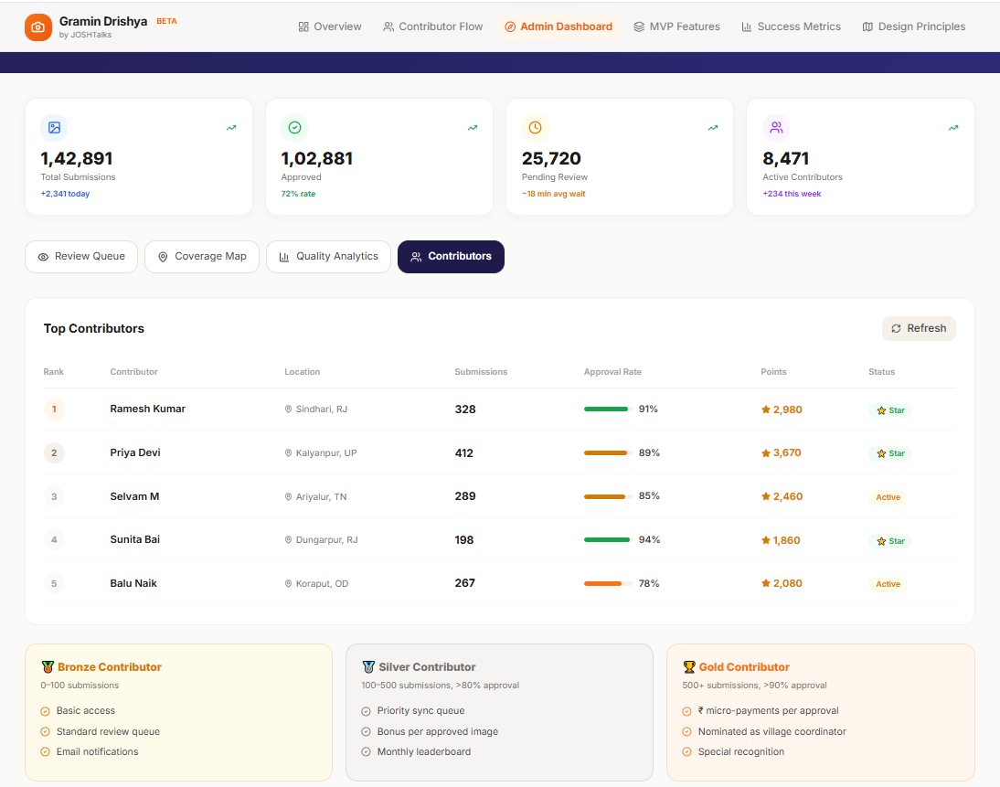 Gramin Drishya BETA
by JOSHTalks
Overview
Contributor Flow
Admin Dashboard
MVP Features
Success Metrics
Design Principles
1,42,891
Total Submissions
+2,341 today
1,02,881
Approved
72% rate
25,720
Pending Review
~18 min avg wait
8,471
Active Contributors
+234 this week
Review Queue
Coverage Map
Quality Analytics
Contributors
Top Contributors
Refresh
Rank Contributor Location Submissions Approval Rate Points Status
1 Ramesh Kumar Sindhari, RJ 328 91% 2,980 Star
2 Priya Devi Kalyanpur, UP 412 89% 3,670 Star
3 Selvam M Ariyalur, TN 289 85% 2,460 Active
4 Sunita Bai Dungarpur, RJ 198 94% 1,860 Star
5 Balu Naik Koraput, OD 267 78% 2,080 Active
Bronze Contributor
0–100 submissions
Basic access
Standard review queue
Email notifications
Silver Contributor
100–500 submissions, >80% approval
Priority sync queue
Bonus per approved image
Monthly leaderboard
Gold Contributor
500+ submissions, >90% approval
₹ micro-payments per approval
Nominated as village coordinator
Special recognition